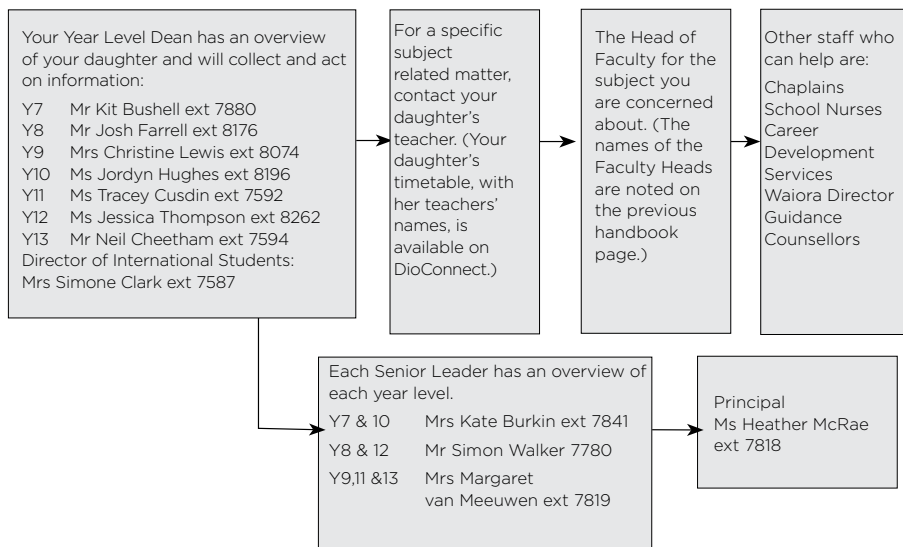 Your Year Level Dean has an overview
of your daughter and will collect and act
on information:
Y7 Mr Kit Bushell ext 7880
Y8 Mr Josh Farrell ext 8176
Y9 Mrs Christine Lewis ext 8074
Y10 Ms Jordyn Hughes ext 8196
Y11 Ms Tracey Cusdin ext 7592
Y12 Ms Jessica Thompson ext 8262
Y13 Mr Neil Cheetham ext 7594
Director of International Students:
Mrs Simone Clark ext 7587
For a specific
subject
related matter,
contact your
daughter’s
teacher. (Your
daughter’s
timetable, with
her teachers’
names, is
available on
DioConnect.)
The Head of
Faculty for the
subject you
are concerned
about. (The
names of the
Faculty Heads
are noted on
the previous
handbook
page.)
Other staff who
can help are:
Chaplains
School Nurses
Career
Development
Services
Waiora Director
Guidance
Counsellors
Each Senior Leader has an overview of
each year level.
Y7 & 10 Mrs Kate Burkin ext 7841
Y8 & 12 Mr Simon Walker 7780
Y9,11 &13 Mrs Margaret
van Meeuwen ext 7819
Principal
Ms Heather McRae
ext 7818